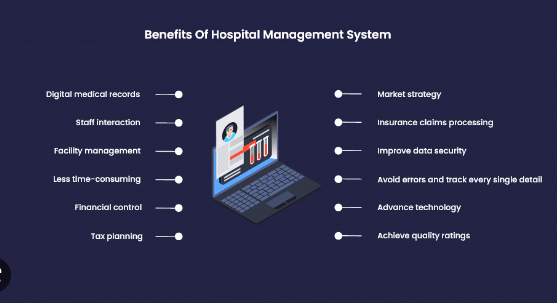 Benefits Of Hospital Management System
Digital medical records
Staff interaction
Facility management
Less time-consuming
Financial control
Tax planning
Market strategy
Insurance claims processing
Improve data security
Avoid errors and track every single detail
Advance technology
Achieve quality ratings